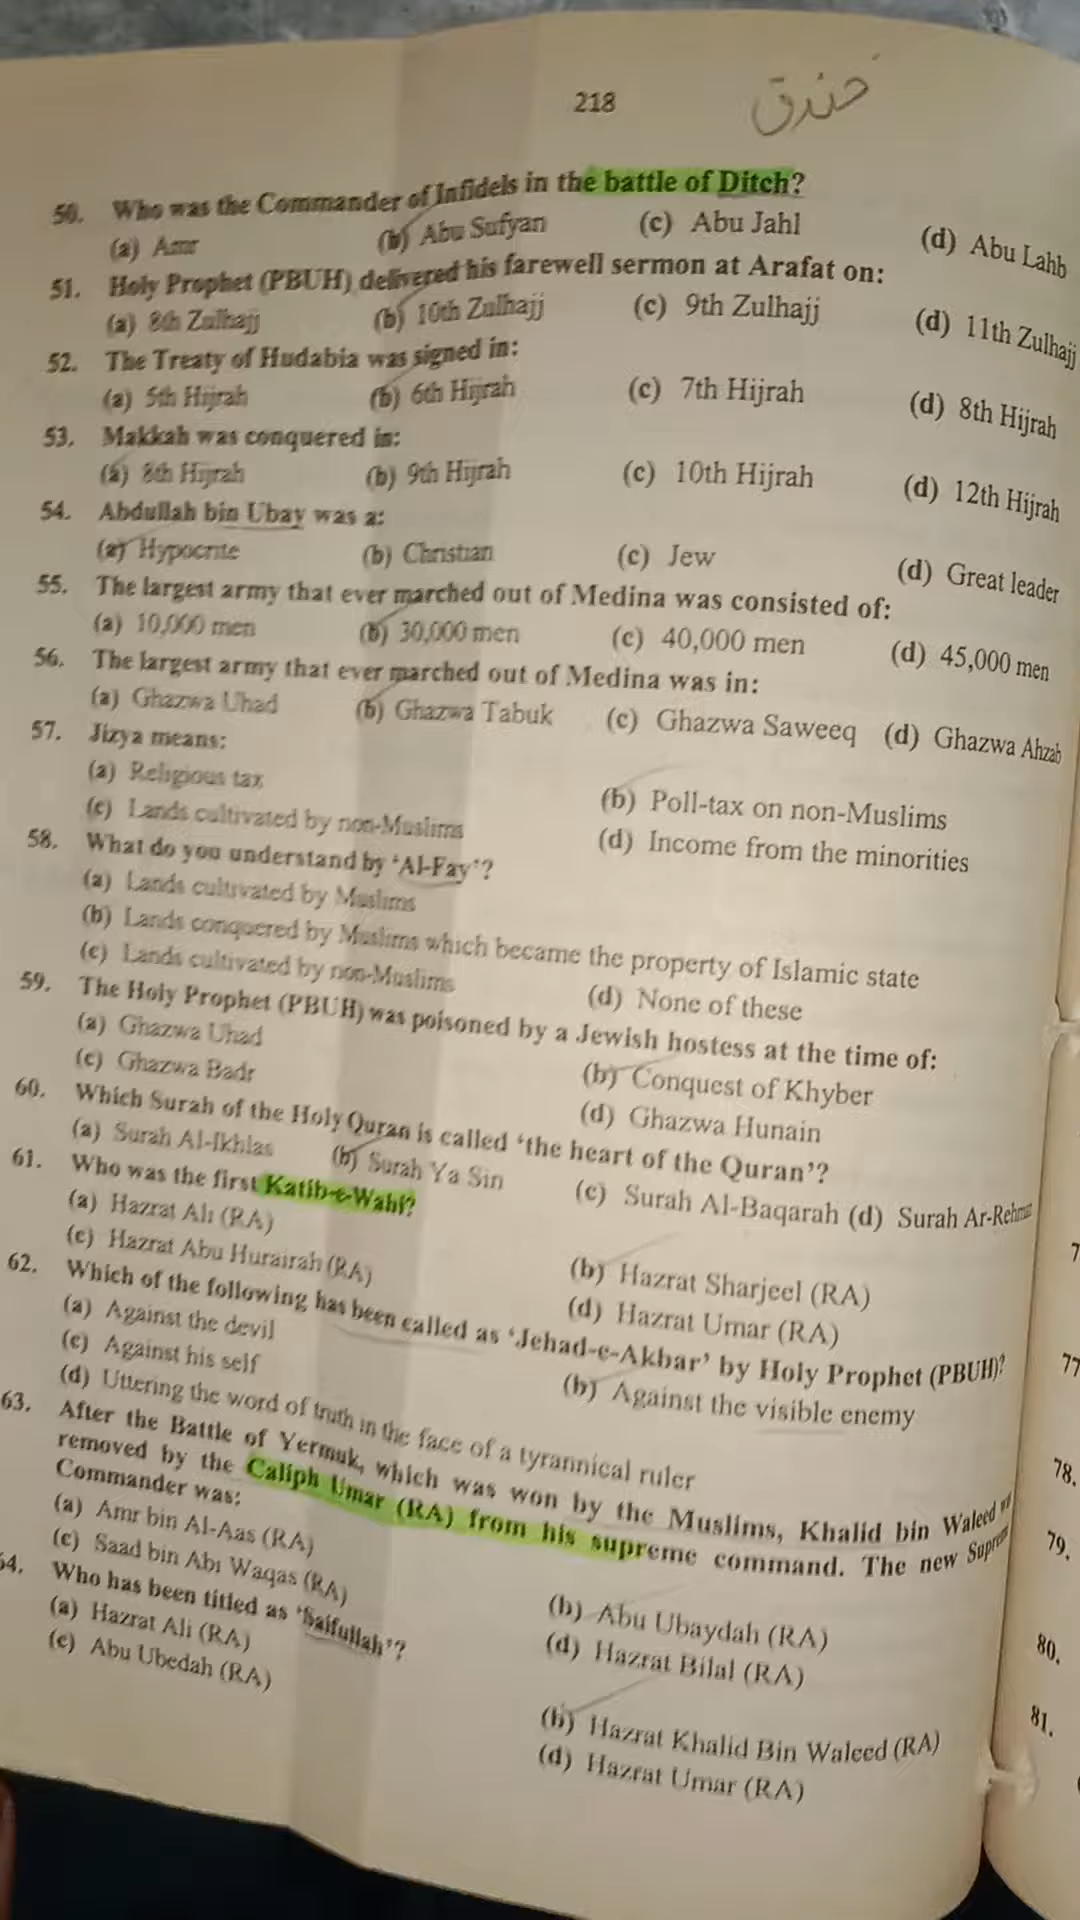 218
خندق
50. Who was the Commander of Infidels in the battle of Ditch?
(a) Amr (b) Abu Sufyan (c) Abu Jahl (d) Abu Lahb
51. Holy Prophet (PBUH) delivered his farewell sermon at Arafat on:
(a) 8th Zulhajj (b) 10th Zulhajj (c) 9th Zulhajj (d) 11th Zulhajj
52. The Treaty of Hudabia was signed in:
(a) 5th Hijrah (b) 6th Hijrah (c) 7th Hijrah (d) 8th Hijrah
53. Makkah was conquered in:
(a) 8th Hijrah (b) 9th Hijrah (c) 10th Hijrah (d) 12th Hijrah
54. Abdullah bin Ubay was a:
(a) Hypocrite (b) Christian (c) Jew (d) Great leader
55. The largest army that ever marched out of Medina was consisted of:
(a) 10,000 men (b) 30,000 men (c) 40,000 men (d) 45,000 men
56. The largest army that ever marched out of Medina was in:
(a) Ghazwa Uhad (b) Ghazwa Tabuk (c) Ghazwa Saweeq (d) Ghazwa Ahzab
57. Jizya means:
(a) Religious tax (b) Poll-tax on non-Muslims
(c) Lands cultivated by non-Muslims (d) Income from the minorities
58. What do you understand by 'Al-Fay'?
(a) Lands cultivated by Muslims
(b) Lands conquered by Muslims which became the property of Islamic state
(c) Lands cultivated by non-Muslims (d) None of these
59. The Holy Prophet (PBUH) was poisoned by a Jewish hostess at the time of:
(a) Ghazwa Uhad (b) Conquest of Khyber
(c) Ghazwa Badr (d) Ghazwa Hunain
60. Which Surah of the Holy Quran is called 'the heart of the Quran'?
(a) Surah Al-Ikhlas (b) Surah Ya Sin (c) Surah Al-Baqarah (d) Surah Ar-Rehman
61. Who was the first Katib-e-Wahi?
(a) Hazrat Ali (RA) (b) Hazrat Sharjeel (RA)
(c) Hazrat Abu Hurairah (RA) (d) Hazrat Umar (RA)
62. Which of the following has been called as 'Jehad-e-Akbar' by Holy Prophet (PBUH)?
(a) Against the devil (b) Against the visible enemy
(c) Against his self
(d) Uttering the word of truth in the face of a tyrannical ruler
63. After the Battle of Yermuk, which was won by the Muslims, Khalid bin Waleed
removed by the Caliph Umar (RA) from his supreme command. The new
Commander was:
(a) Amr bin Al-Aas (RA) (b) Abu Ubaydah (RA)
(c) Saad bin Abi Waqas (RA) (d) Hazrat Bilal (RA)
64. Who has been titled as 'Saifullah'?
(a) Hazrat Ali (RA) (b) Hazrat Khalid Bin Waleed (RA)
(c) Abu Ubedah (RA) (d) Hazrat Umar (RA)
77
78.
79.
80.
81.